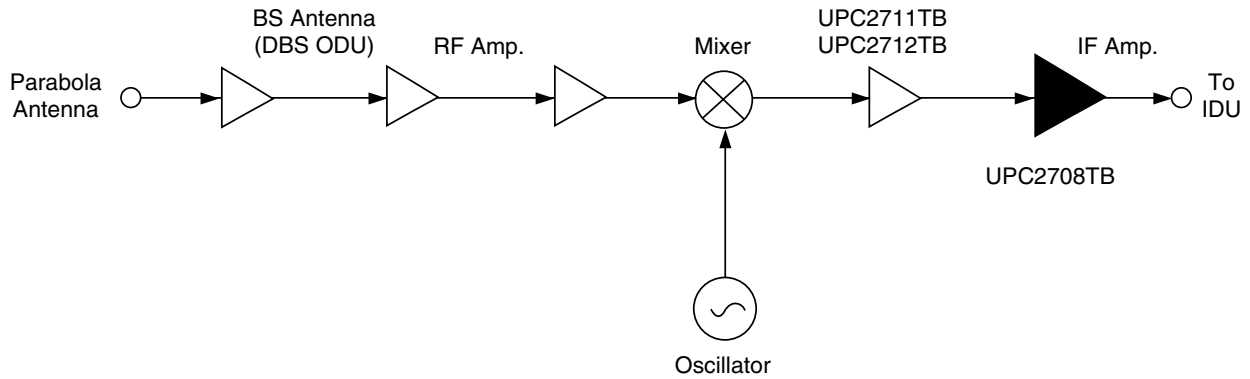 Parabola
Antenna
BS Antenna
(DBS ODU)
RF Amp.
Mixer
UPC2711TB
UPC2712TB
IF Amp.
To
IDU
UPC2708TB
Oscillator